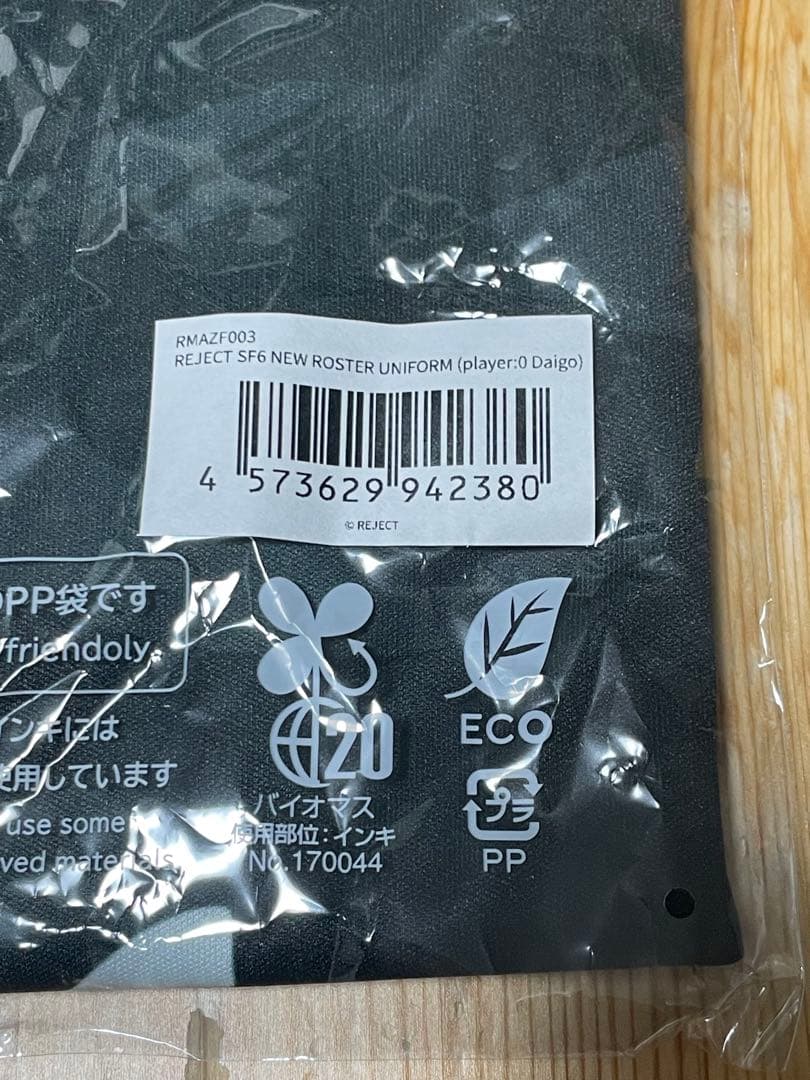 RMAZF003
REJECT SF6 NEW ROSTER UNIFORM (player:0 Daigo)
4 573629 942380
© REJECT
PP袋です
friendoly.
インキには
使用しています
use some
ved materials.
20
バイオマス
使用部位:インキ
No.170044
ECO
プラ
PP